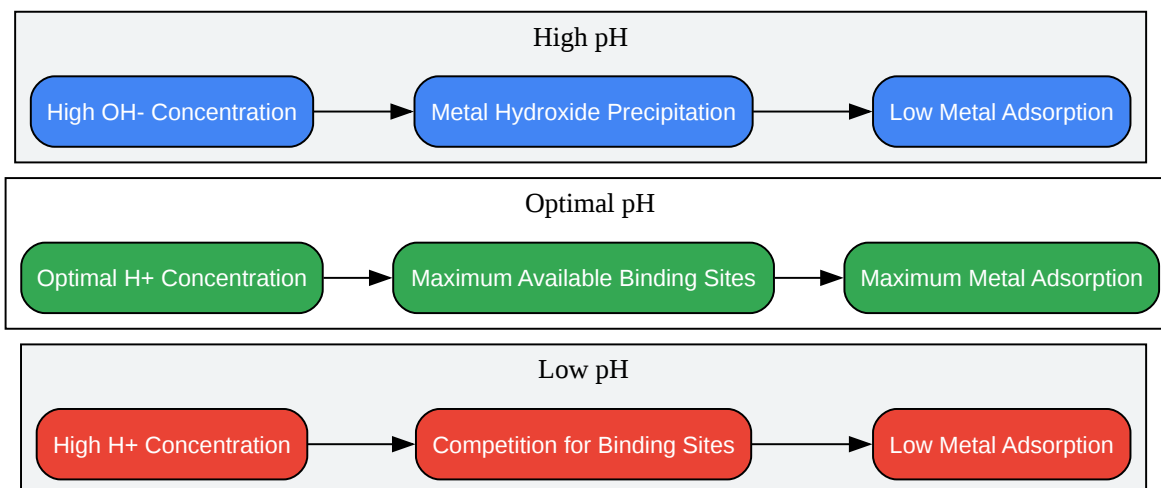 High pH
High OH- Concentration
Metal Hydroxide Precipitation
Low Metal Adsorption
Optimal pH
Optimal H+ Concentration
Maximum Available Binding Sites
Maximum Metal Adsorption
Low pH
High H+ Concentration
Competition for Binding Sites
Low Metal Adsorption